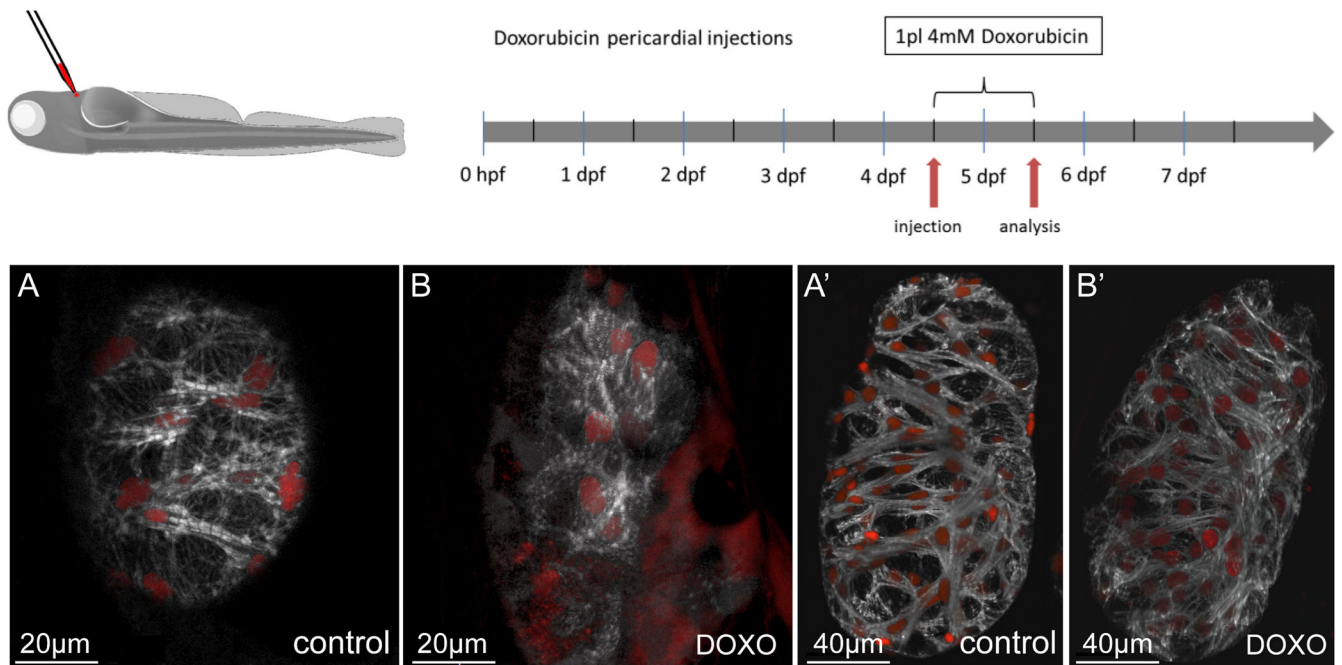 Doxorubicin pericardial injections
1pl 4mM Doxorubicin
0 hpf 1 dpf 2 dpf 3 dpf 4 dpf 5 dpf 6 dpf 7 dpf
injection analysis
A B A' B'
20µm control 20µm DOXO 40µm control 40µm DOXO